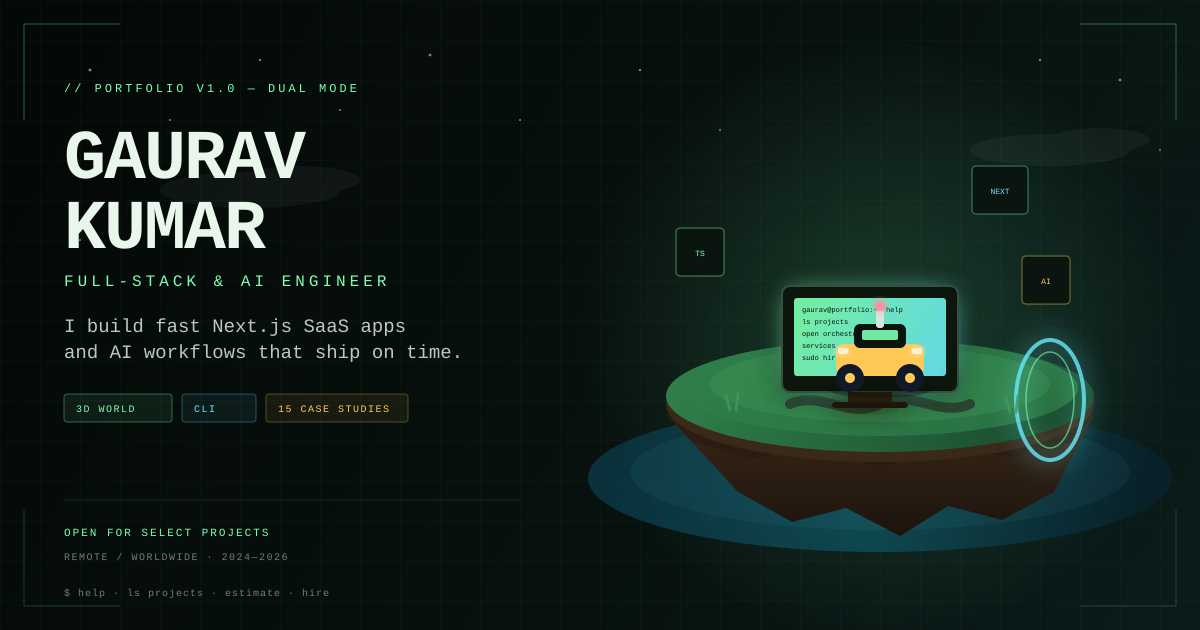 // PORTFOLIO V1.0 — DUAL MODE
GAURAV
KUMAR
FULL-STACK & AI ENGINEER
I build fast Next.js SaaS apps
and AI workflows that ship on time.
3D WORLD
CLI
15 CASE STUDIES
OPEN FOR SELECT PROJECTS
REMOTE / WORLDWIDE · 2024—2026
$ help · ls projects · estimate · hire
TS
NEXT
AI
gaurav@portfolio:~ help
ls projects
open
services
sudo